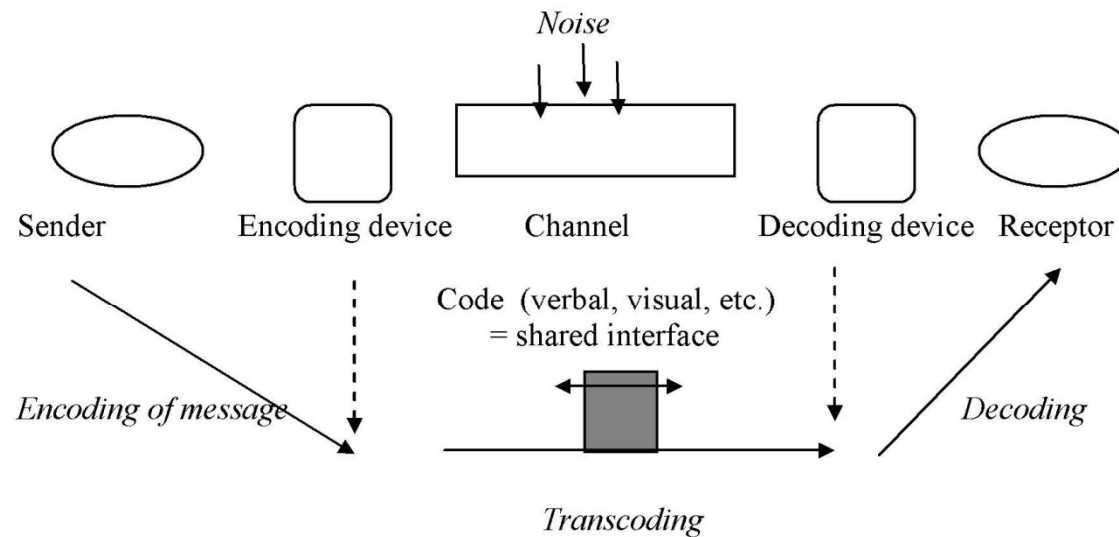 Noise
Sender
Encoding device
Channel
Decoding device
Receptor
Code (verbal, visual, etc.)
= shared interface
Encoding of message
Decoding
Transcoding